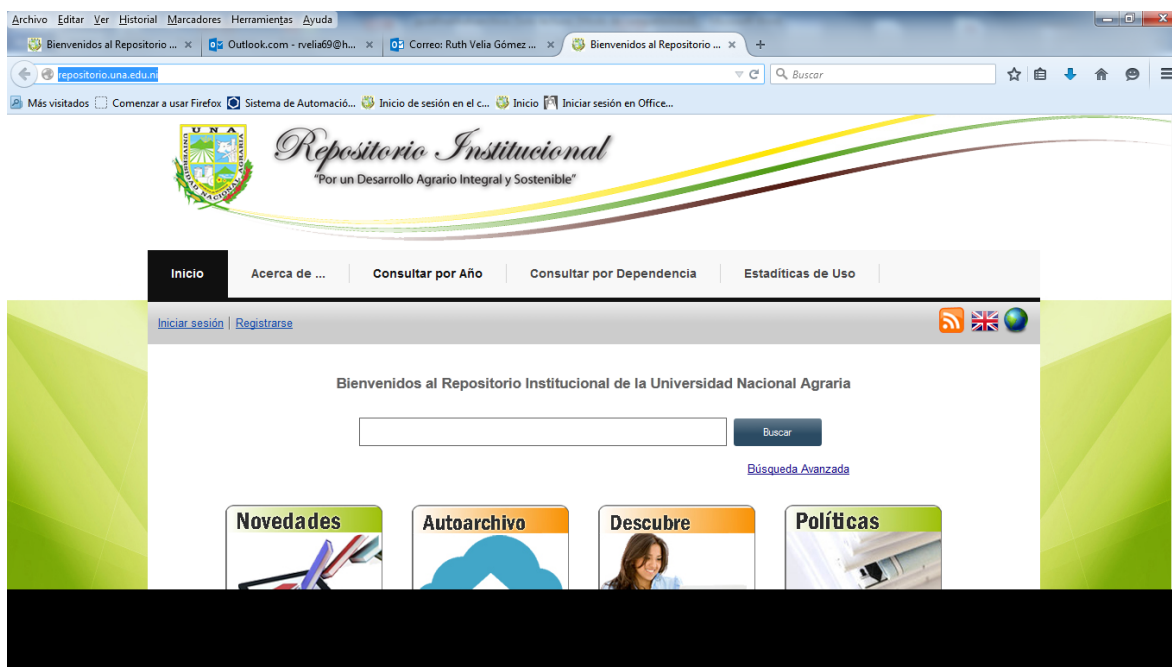 Archivo Editar Ver Historial Marcadores Herramientas Ayuda
Bienvenidos al Repositorio ... × Outlook.com - rvelia69@h... × Correo: Ruth Velia Gómez ... × Bienvenidos al Repositorio ... × +
repositorio.una.edu.ni Buscar
Más visitados Comenzar a usar Firefox Sistema de Automació... Inicio de sesión en el c... Inicio Iniciar sesión en Office...
UNA
UNIVERSIDAD NACIONAL AGRARIA
Repositorio Institucional
"Por un Desarrollo Agrario Integral y Sostenible"
Inicio Acerca de ... Consultar por Año Consultar por Dependencia Estadíticas de Uso
Iniciar sesión | Registrarse
Bienvenidos al Repositorio Institucional de la Universidad Nacional Agraria
Buscar
Búsqueda Avanzada
Novedades Autoarchivo Descubre Políticas